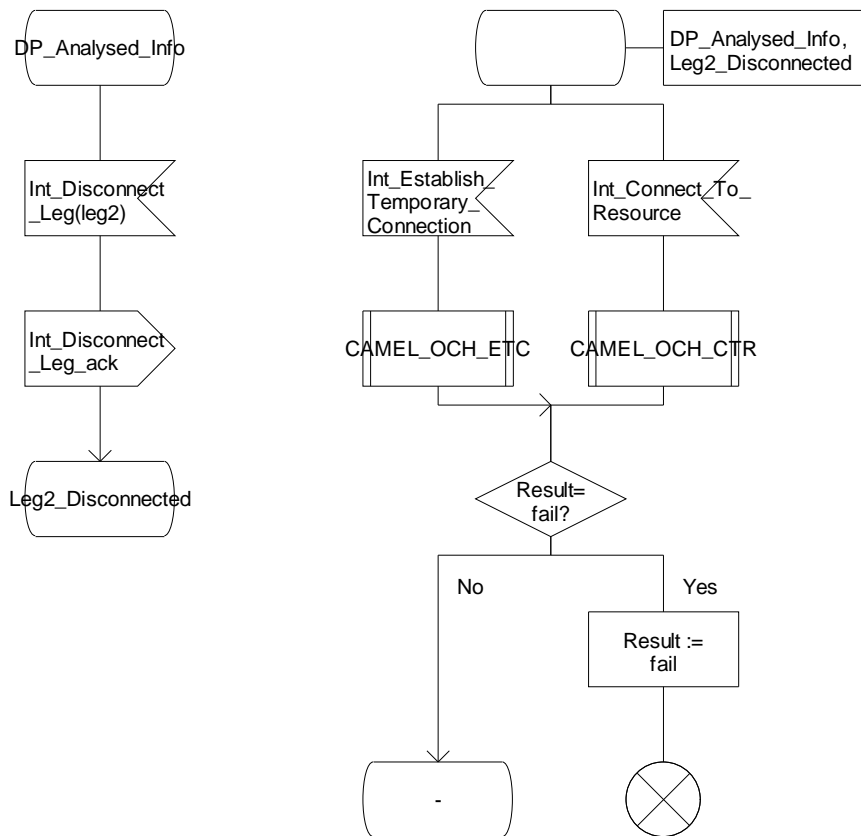 DP_Analysed_Info
Int_Disconnect
_Leg(leg2)
Int_Disconnect
_Leg_ack
Leg2_Disconnected
DP_Analysed_Info,
Leg2_Disconnected
Int_Establish_
Temporary_
Connection
Int_Connect_To_
Resource
CAMEL_OCH_ETC
CAMEL_OCH_CTR
Result=
fail?
No
Yes
Result :=
fail
-